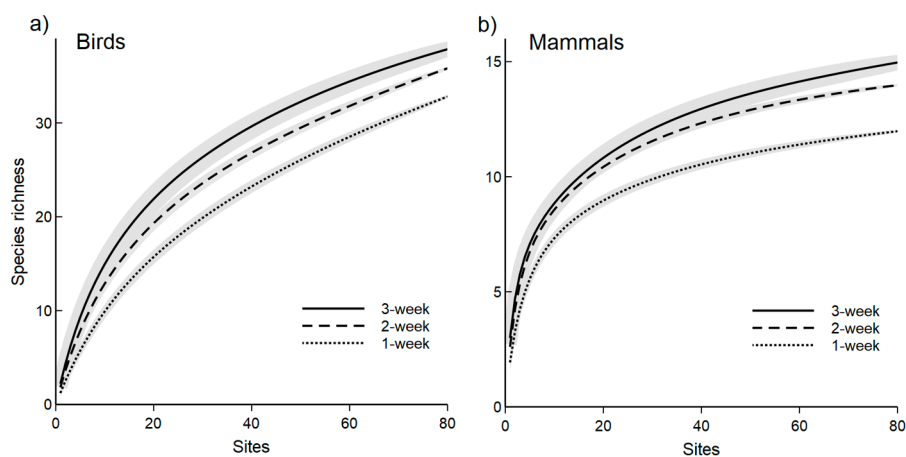 a)
Birds
Species richness
30
20
10
0
0 20 40 60 80
Sites
3-week
2-week
1-week
b)
Mammals
15
10
5
0
0 20 40 60 80
Sites
3-week
2-week
1-week